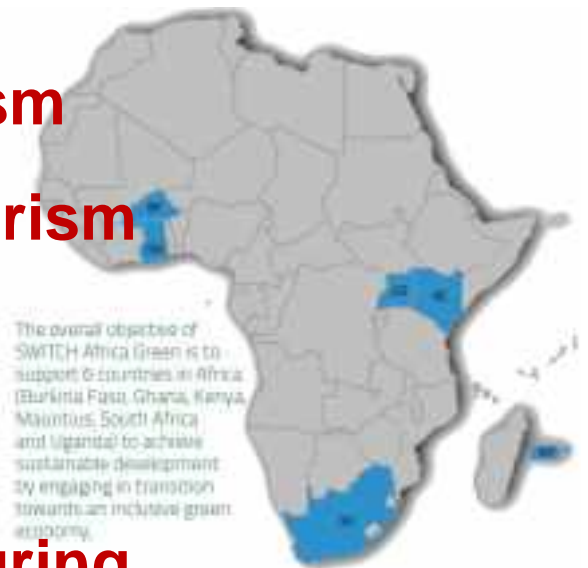 sm
rism
The overall objective of
SWITCH Africa Green is to
support 6 countries in Africa
(Burkina Faso, Ghana, Kenya,
Mauritius, South Africa
and Uganda) to achieve
sustainable development
by engaging in transition
towards an inclusive green
economy.
uring